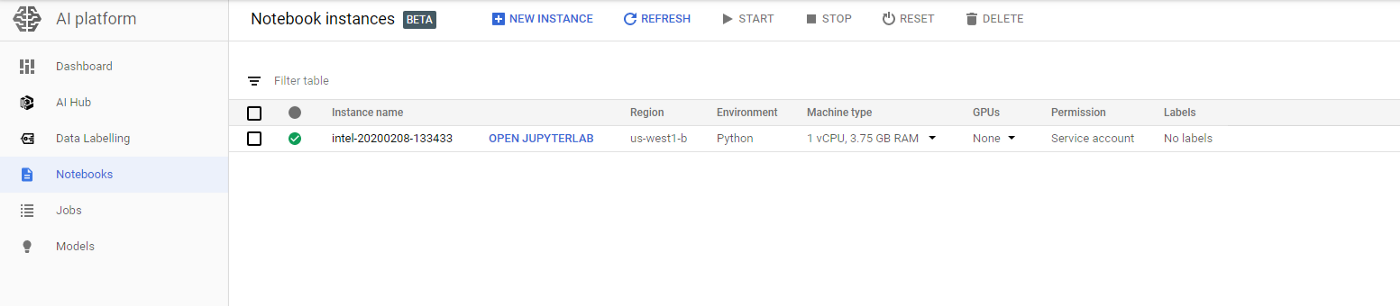 AI platform
Notebook instances BETA NEW INSTANCE REFRESH START STOP RESET DELETE
Dashboard
AI Hub
Data Labelling
Notebooks
Jobs
Models
Filter table
Instance name Region Environment Machine type GPUs Permission Labels
intel-20200208-133433 OPEN JUPYTERLAB us-west1-b Python 1 vCPU, 3.75 GB RAM None Service account No labels